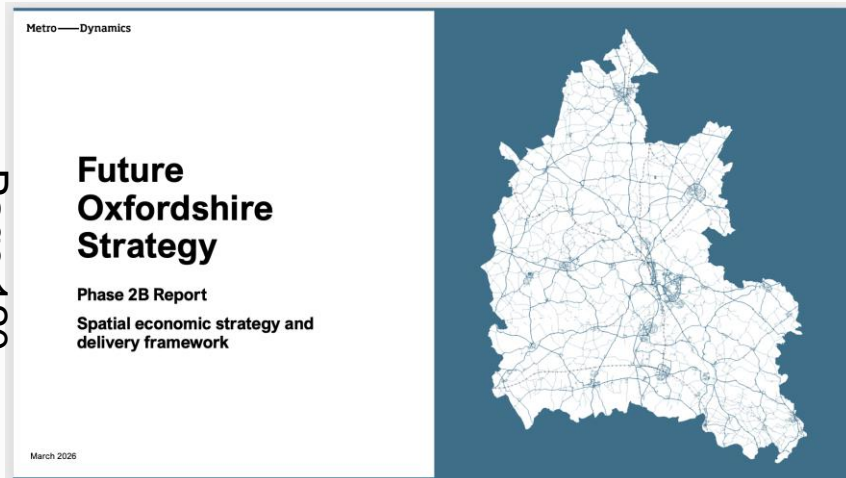 Metro — Dynamics
Future
Oxfordshire
Strategy
Phase 2B Report
Spatial economic strategy and
delivery framework
March 2026